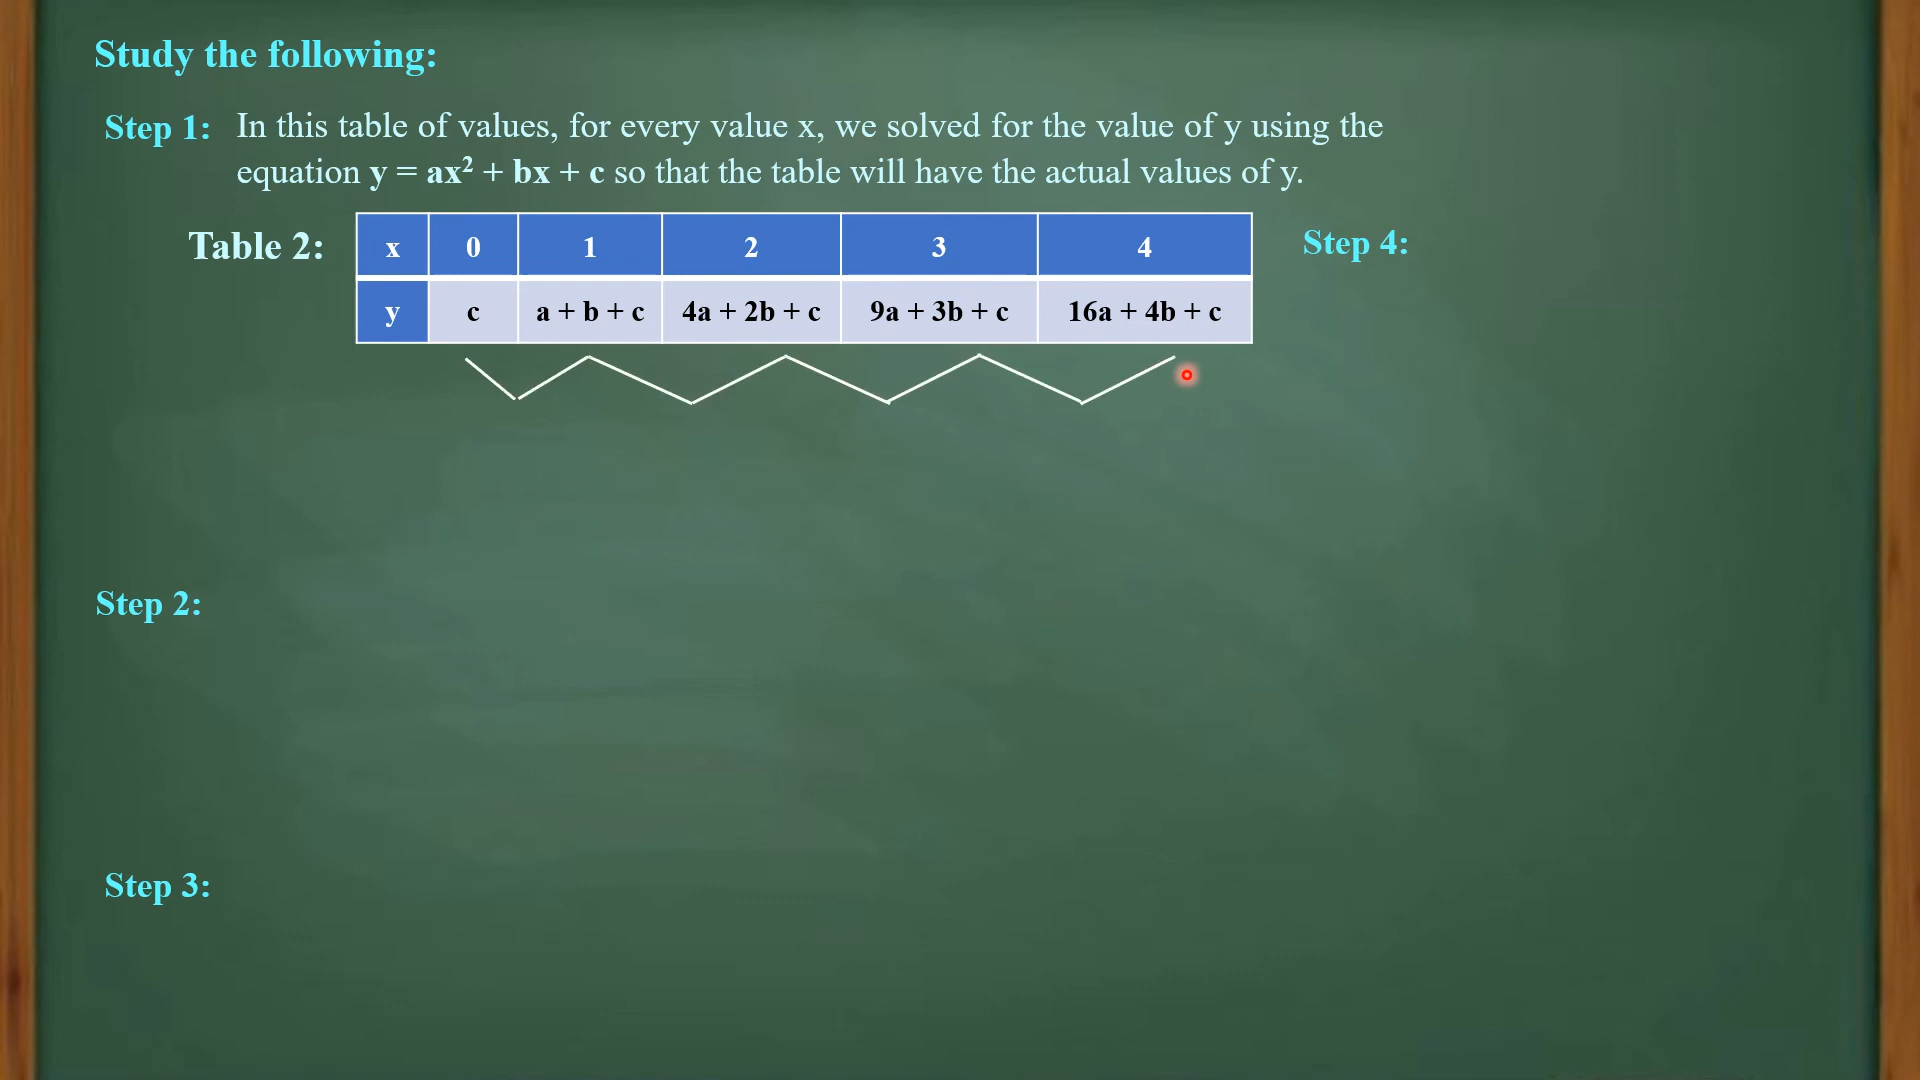 Study the following:
Step 1: In this table of values, for every value x, we solved for the value of y using the
equation y = ax² + bx + c so that the table will have the actual values of y.
Table 2: x 0 1 2 3 4
y c a + b + c 4a + 2b + c 9a + 3b + c 16a + 4b + c
Step 4:
Step 2:
Step 3: